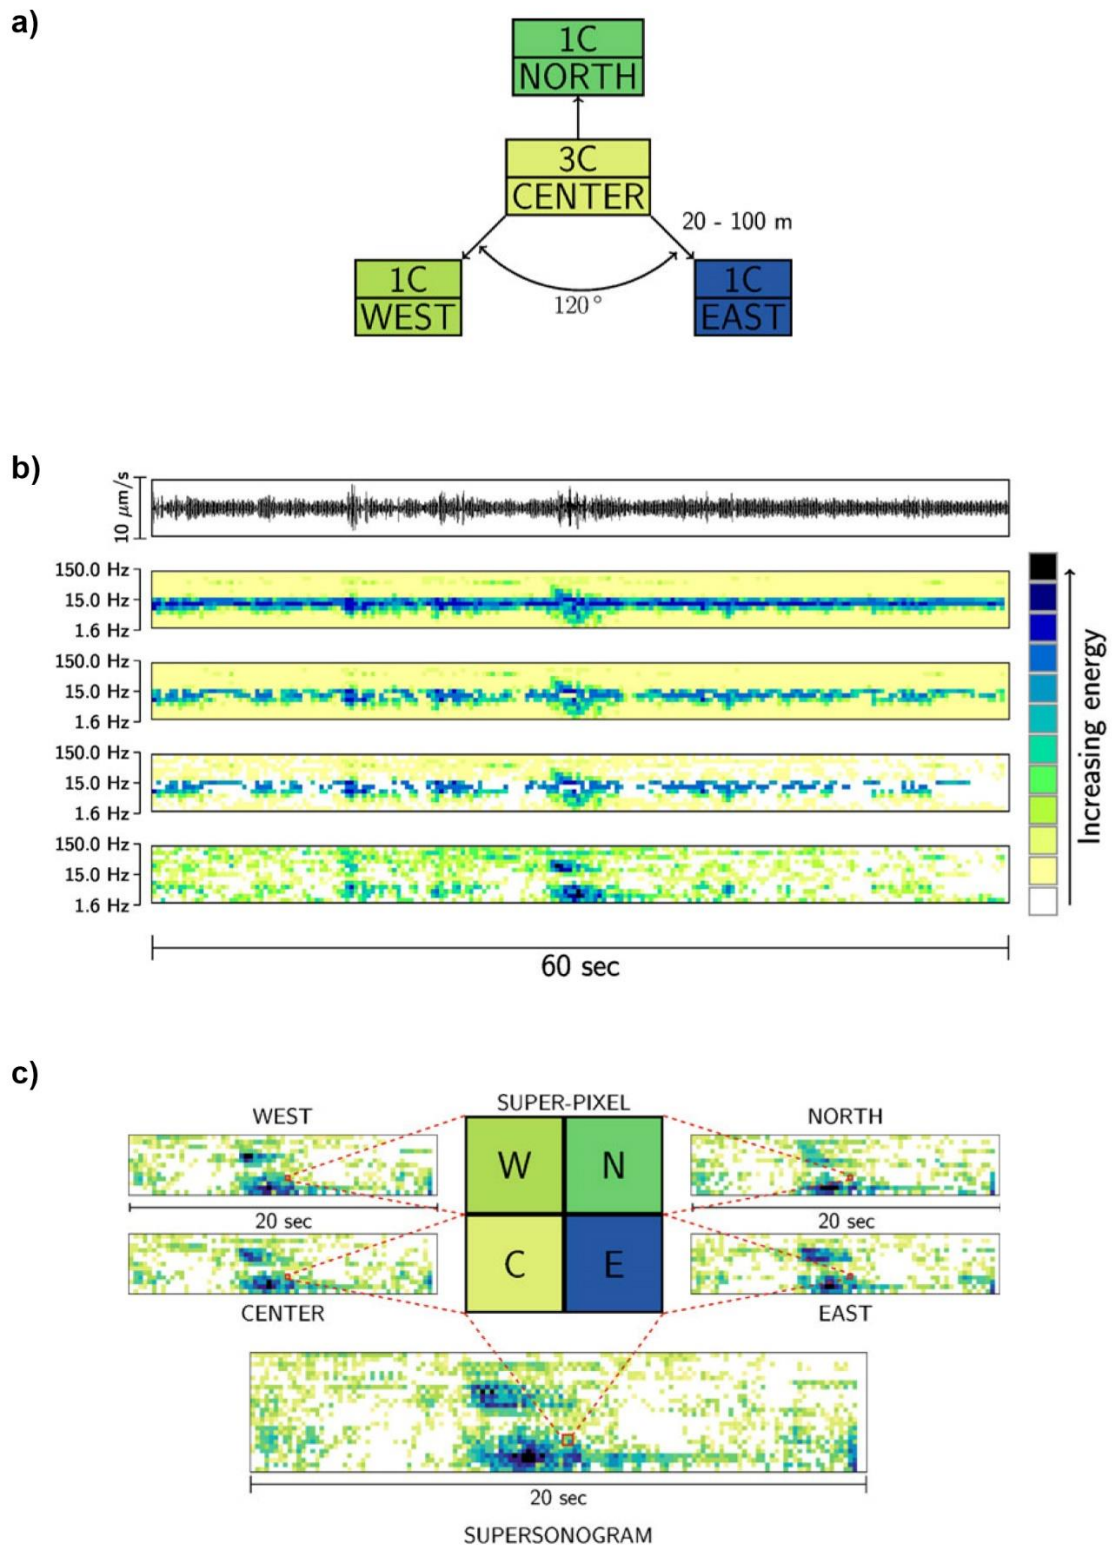 a)
1C
NORTH
3C
CENTER
20 - 100 m
1C
WEST
120°
1C
EAST
b)
10 μm/s
150.0 Hz
15.0 Hz
1.6 Hz
150.0 Hz
15.0 Hz
1.6 Hz
150.0 Hz
15.0 Hz
1.6 Hz
150.0 Hz
15.0 Hz
1.6 Hz
Increasing energy
60 sec
c)
SUPER-PIXEL
WEST
NORTH
W
N
20 sec
20 sec
C
E
CENTER
EAST
20 sec
SUPERSONOGRAM